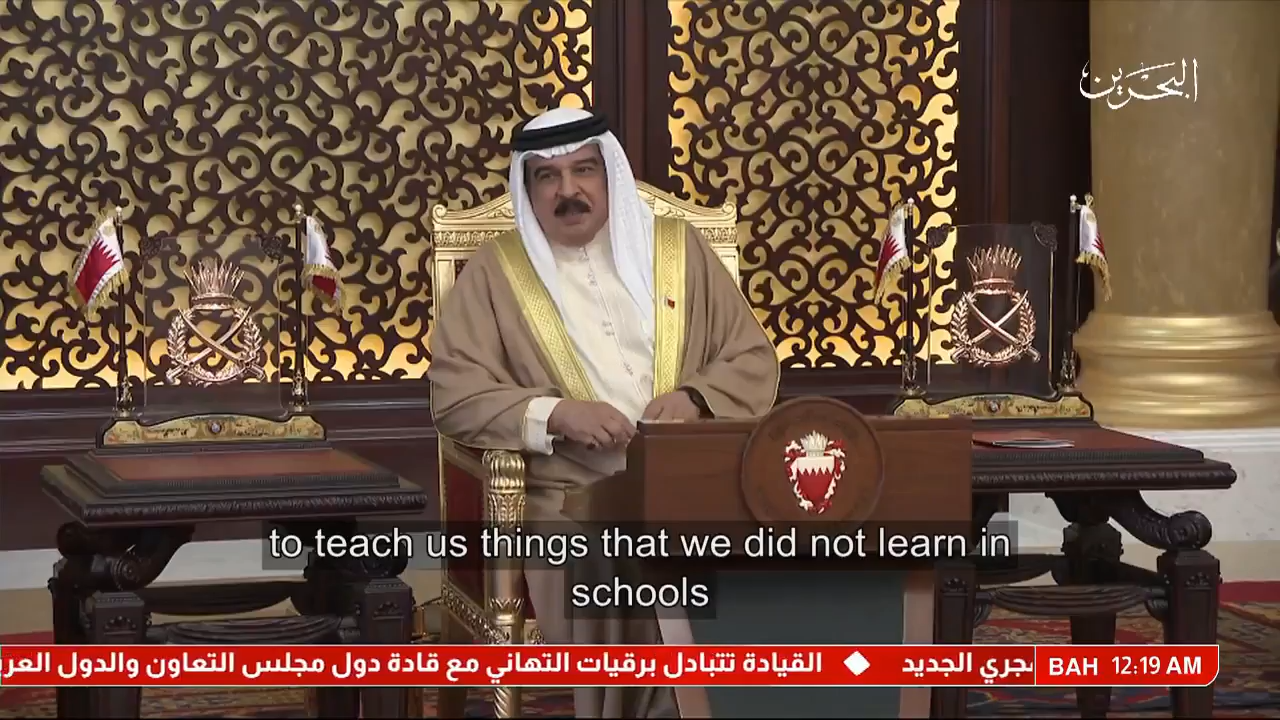 البحرين
to teach us things that we did not learn in
schools
ـجري الجديد ◆ القيادة تتبادل برقيات التهاني مع قادة دول مجلس التعاون والدول العر
BAH 12:19 AM